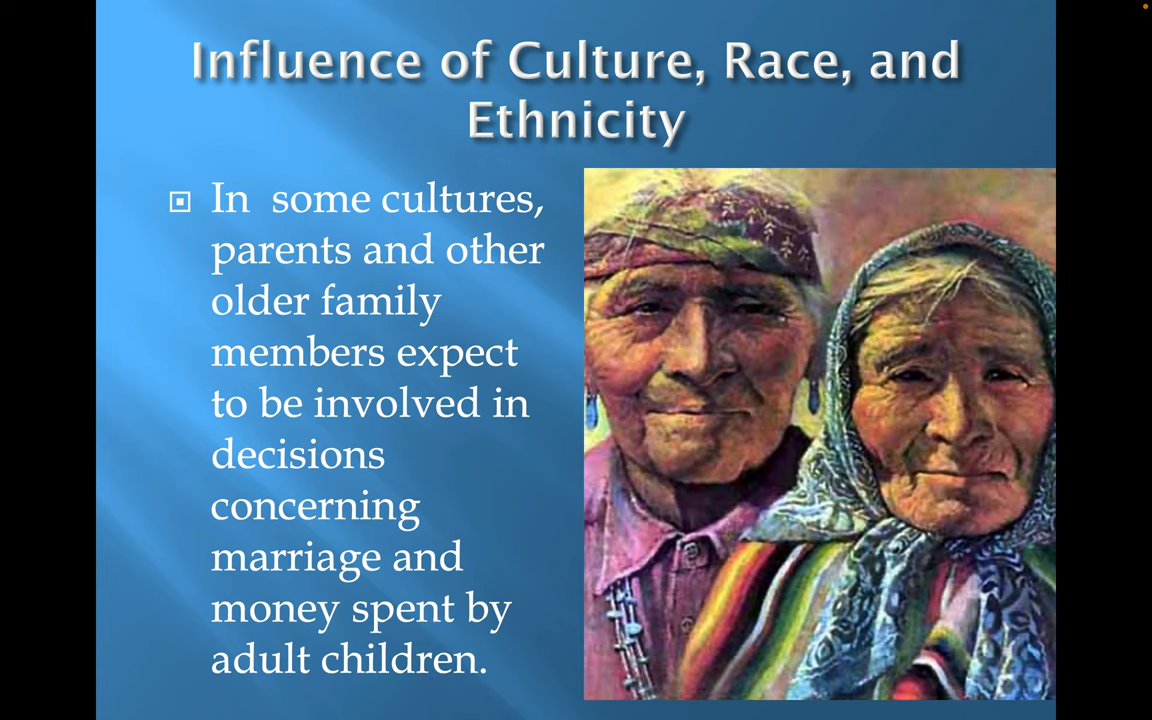 Influence of Culture, Race, and
Ethnicity
In  some cultures,
parents and other
older family
members expect
to be involved in
decisions
concerning
marriage and
money spent by
adult children.